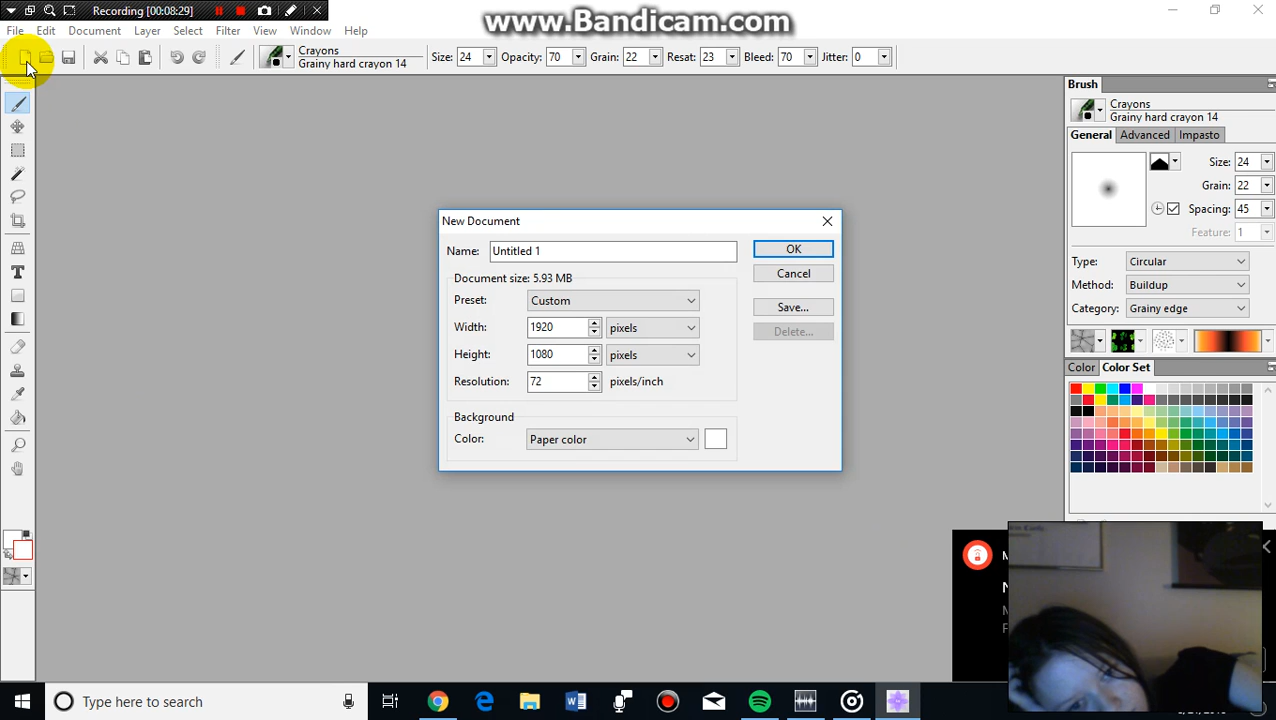 Recording [00:08:29]
www.Bandicam.com
File Edit Document Layer Select Filter View Window Help
Crayons
Grainy hard crayon 14
Size: 24 Opacity: 70 Grain: 22 Resat: 23 Bleed: 70 Jitter: 0
Brush
Crayons
Grainy hard crayon 14
General Advanced Impasto
Size: 24
Grain: 22
Spacing: 45
Feature: 1
Type: Circular
Method: Buildup
Category: Grainy edge
Color Color Set
New Document
Name: Untitled 1
OK
Document size: 5.93 MB
Cancel
Preset: Custom
Save...
Width: 1920 pixels
Delete...
Height: 1080 pixels
Resolution: 72 pixels/inch
Background
Color: Paper color
Type here to search